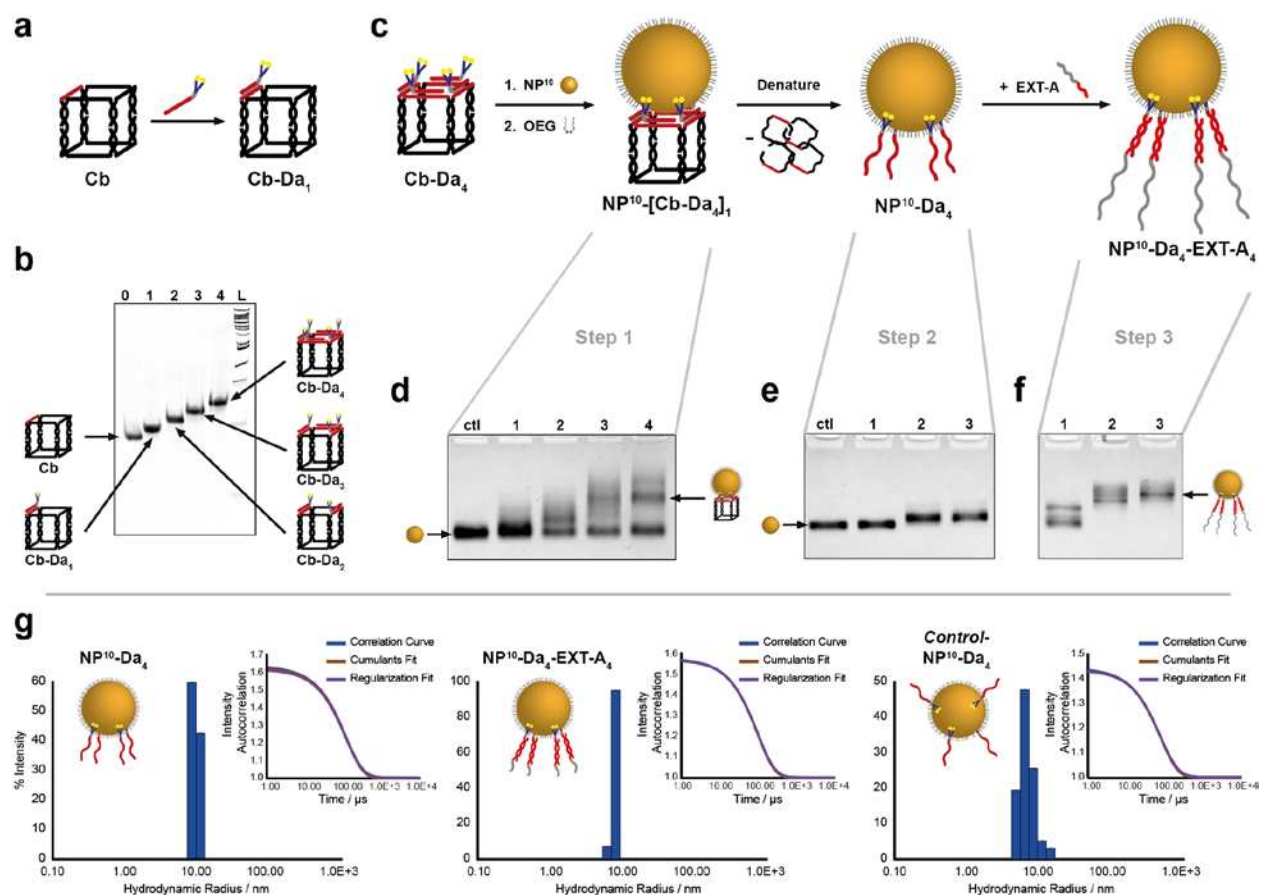 a
Cb
Cb-Da1
c
Cb-Da4
1. NP10
2. OEG
NP10-[Cb-Da4]1
Denature
-
NP10-Da4
+ EXT-A
NP10-Da4-EXT-A4
b
0 1 2 3 4 L
Cb
Cb-Da1
Cb-Da4
Cb-Da3
Cb-Da2
Step 1
Step 2
Step 3
d
ctl 1 2 3 4
e
ctl 1 2 3
f
1 2 3
g
NP10-Da4
% Intensity
60
50
40
30
20
10
0
0.10 1.00 10.00 100.00 1.0E+3
Hydrodynamic Radius / nm
Correlation Curve
Cumulants Fit
Regularization Fit
Intensity
Autocorrelation
1.7
1.6
1.4
1.3
1.1
1.0
1.00 10.00 100.00 1.0E+3 1.0E+4
Time / µs
NP10-Da4-EXT-A4
100
80
60
40
20
0
0.10 1.00 10.00 100.00 1.0E+3
Hydrodynamic Radius / nm
Correlation Curve
Cumulants Fit
Regularization Fit
Intensity
Autocorrelation
1.6
1.5
1.4
1.2
1.1
1.0
1.00 10.00 100.00 1.0E+3 1.0E+4
Time / µs
Control-
NP10-Da4
50
40
30
20
10
0
0.10 1.00 10.00 100.00 1.0E+3
Hydrodynamic Radius / nm
Correlation Curve
Cumulants Fit
Regularization Fit
Intensity
Autocorrelation
1.5
1.4
1.3
1.2
1.1
1.0
1.00 10.00 100.00 1.0E+3 1.0E+4
Time / µs